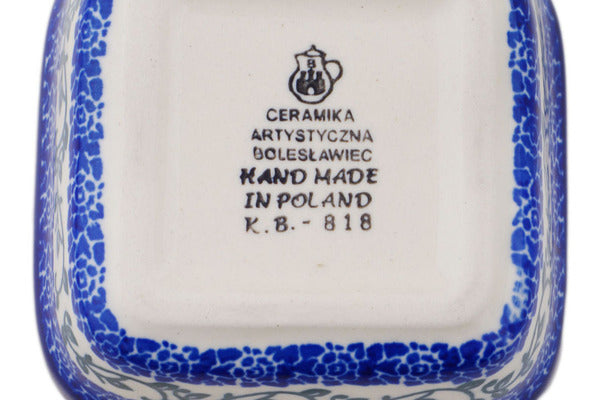 B
CERAMIKA
ARTYSTYCZNA
BOLESŁAWIEC
HAND MADE
IN POLAND
K.B.-818